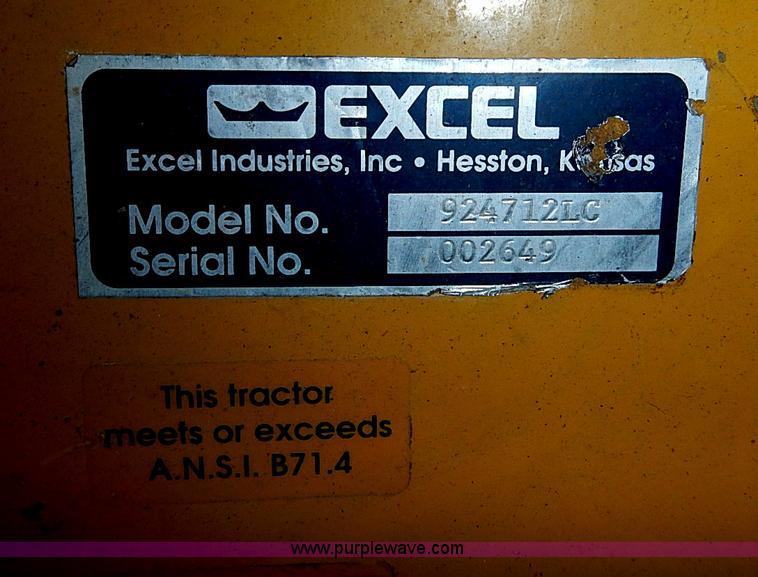 EXCEL
Excel Industries, Inc • Hesston, Kansas
Model No. 924712LC
Serial No. 002649
This tractor
meets or exceeds
A.N.S.I. B71.4
www.purplewave.com